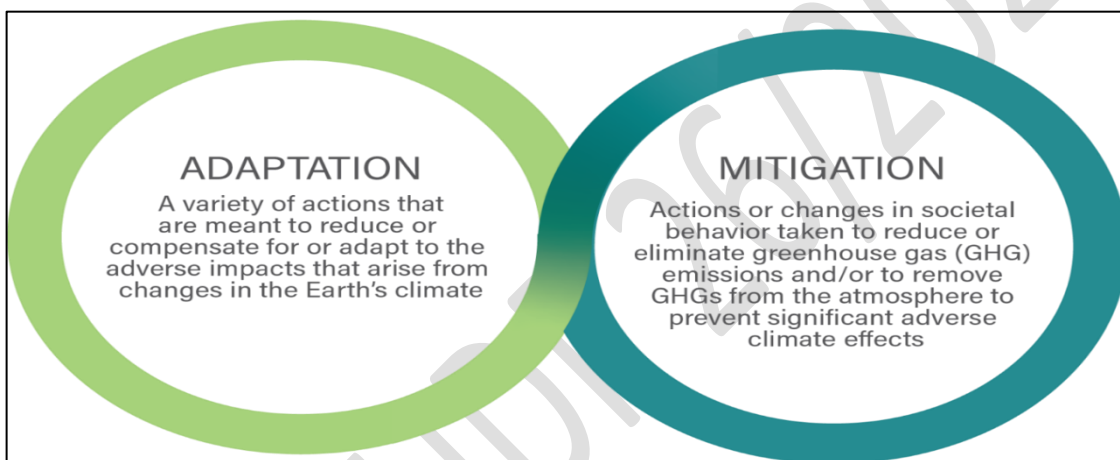 ADAPTATION
A variety of actions that
are meant to reduce or
compensate for or adapt to the
adverse impacts that arise from
changes in the Earth's climate
MITIGATION
Actions or changes in societal
behavior taken to reduce or
eliminate greenhouse gas (GHG)
emissions and/or to remove
GHGs from the atmosphere to
prevent significant adverse
climate effects